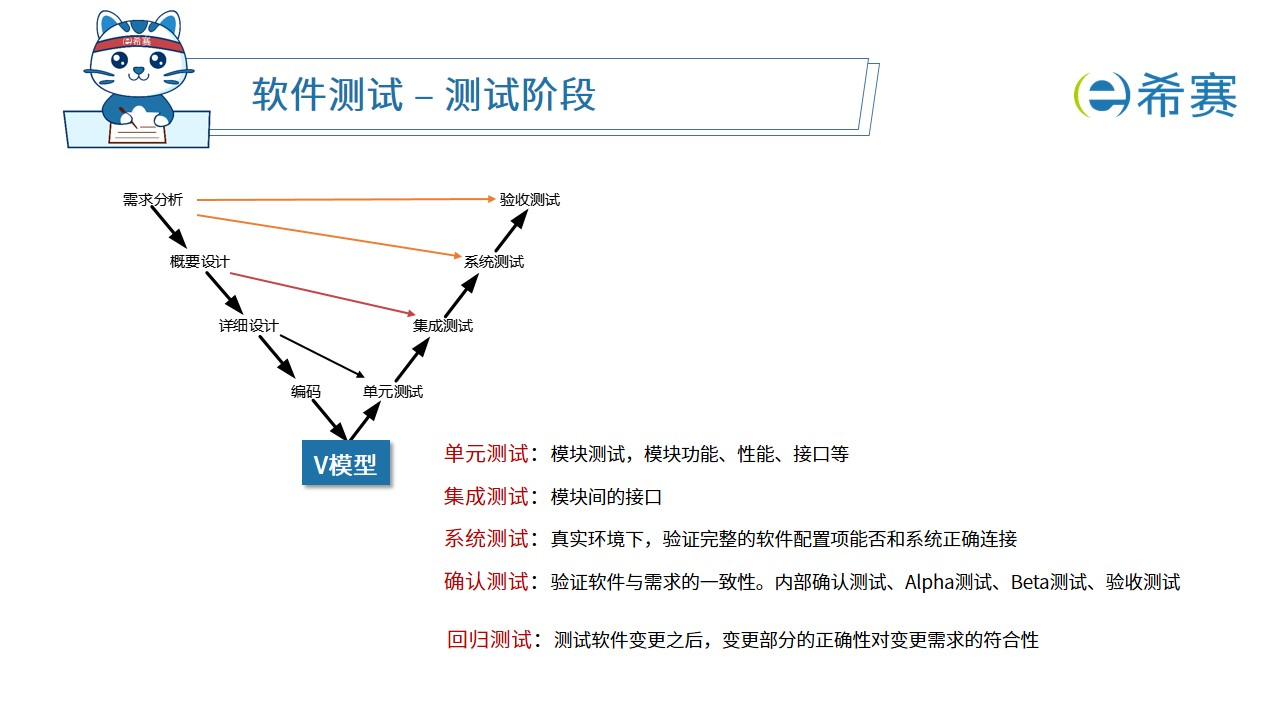 希赛
软件测试 – 测试阶段
希赛
需求分析
验收测试
概要设计
系统测试
详细设计
集成测试
编码
单元测试
V模型
单元测试：模块测试，模块功能、性能、接口等
集成测试：模块间的接口
系统测试：真实环境下，验证完整的软件配置项能否和系统正确连接
确认测试：验证软件与需求的一致性。内部确认测试、Alpha测试、Beta测试、验收测试
回归测试：测试软件变更之后，变更部分的正确性对变更需求的符合性